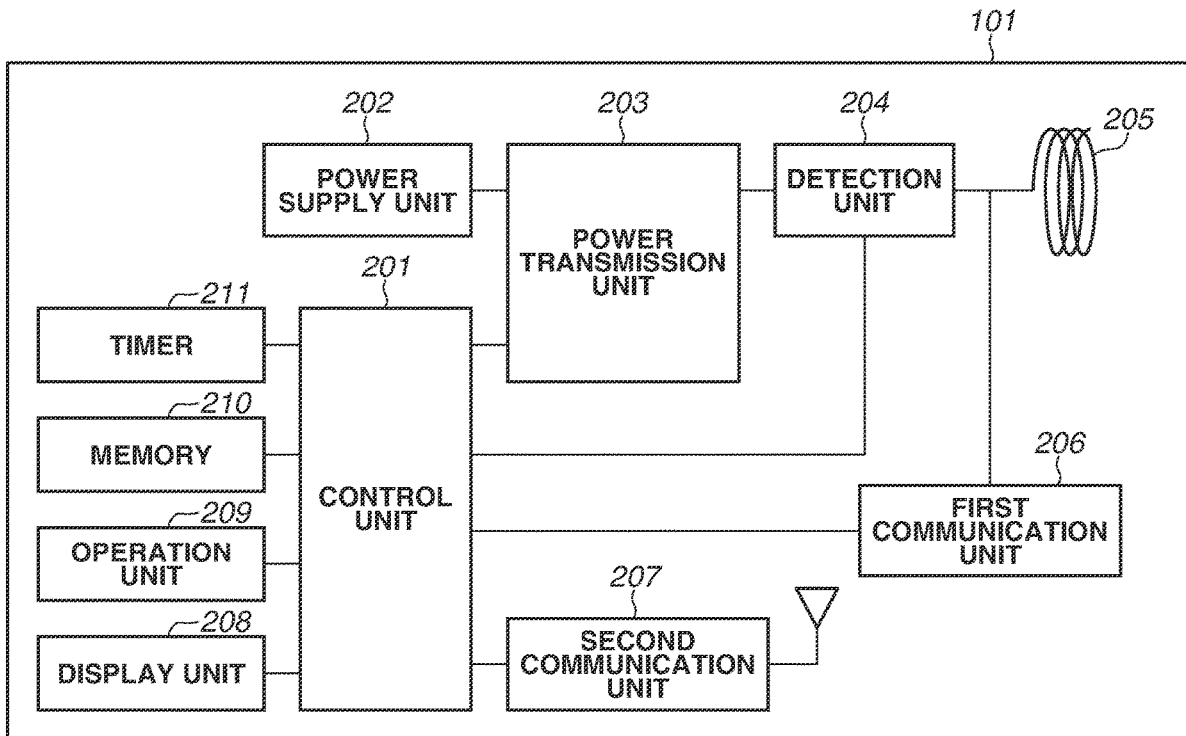 101
202
203
204
205
POWER
SUPPLY UNIT
POWER
TRANSMISSION
UNIT
DETECTION
UNIT
211
TIMER
201
CONTROL
UNIT
210
MEMORY
206
FIRST
COMMUNICATION
UNIT
209
OPERATION
UNIT
207
SECOND
COMMUNICATION
UNIT
208
DISPLAY UNIT